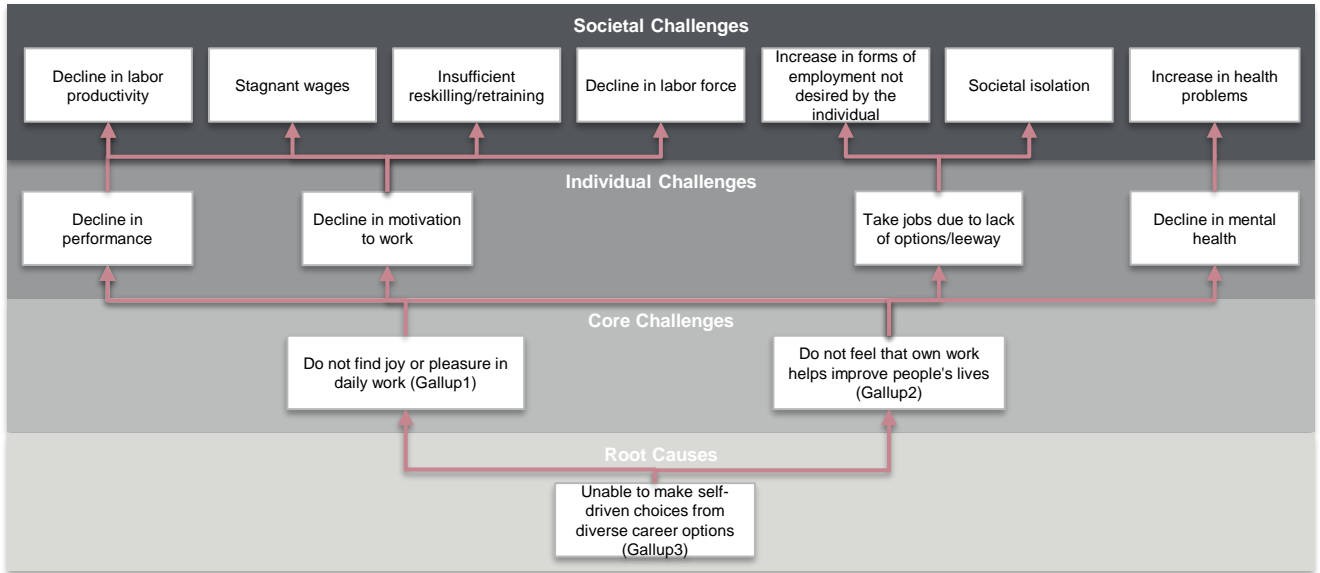 Societal Challenges
Decline in labor
productivity
Stagnant wages
Insufficient
reskilling/retraining
Decline in labor force
Increase in forms of
employment not
desired by the
individual
Societal isolation
Increase in health
problems
Individual Challenges
Decline in
performance
Decline in motivation
to work
Take jobs due to lack
of options/leeway
Decline in mental
health
Core Challenges
Do not find joy or pleasure in
daily work (Gallup1)
Do not feel that own work
helps improve people's lives
(Gallup2)
Root Causes
Unable to make self-
driven choices from
diverse career options
(Gallup3)